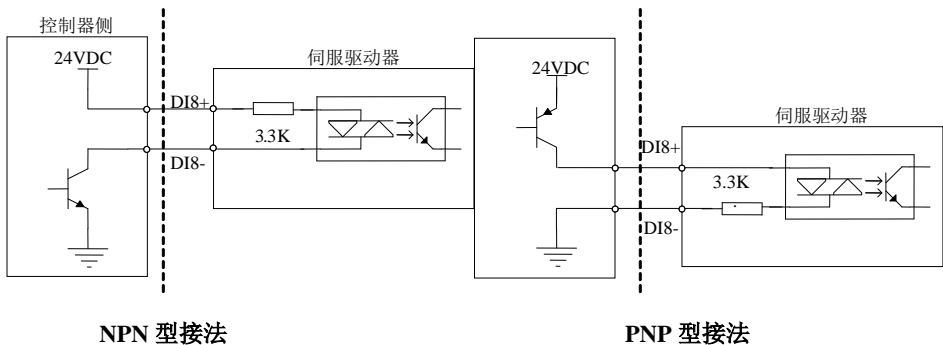 控制器侧
24VDC
伺服驱动器
DI8+
3.3K
DI8-
NPN 型接法
24VDC
伺服驱动器
DI8+
3.3K
DI8-
PNP 型接法